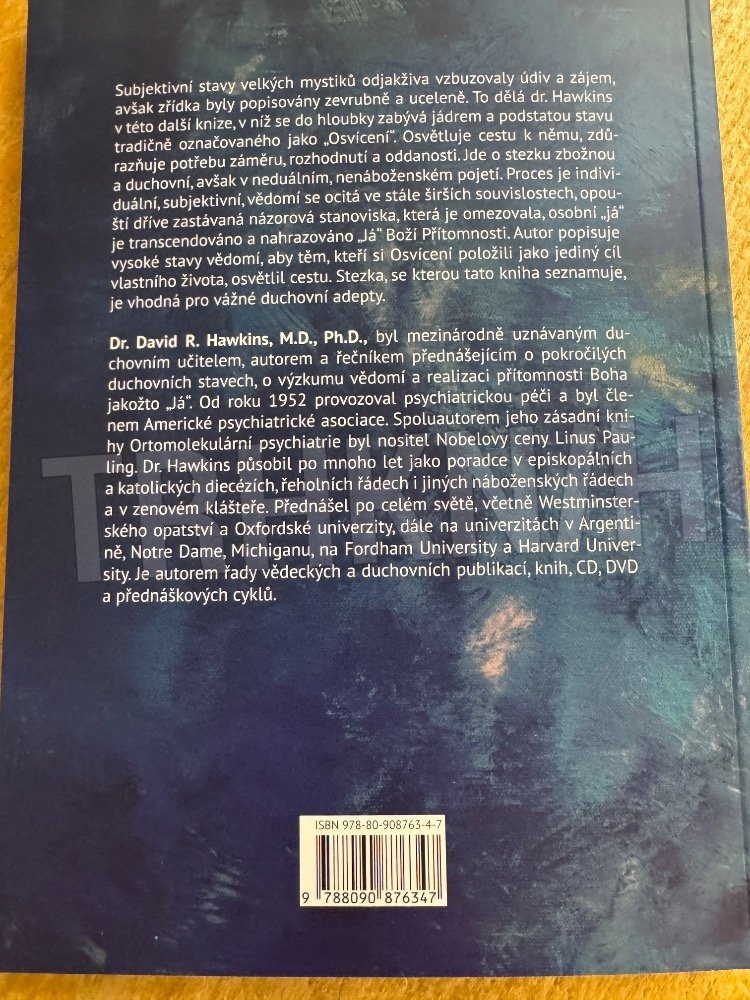 Subjektivní stavy velkých mystiků odjakživa vzbuzovaly údiv a zájem,
avšak zřídka byly popisovány zevrubně a uceleně. To dělá dr. Hawkins
v této další knize, v níž se do hloubky zabývá jádrem a podstatou stavu
tradičně označovaného jako „Osvícení“. Osvětluje cestu k němu, zdů-
razňuje potřebu záměru, rozhodnutí a oddanosti. Jde o stezku zbožnou
a duchovní, avšak v neduálním, nenáboženském pojetí. Proces je indivi-
duální, subjektivní, vědomí se ocitá ve stále širších souvislostech, opou-
ští dříve zastávaná názorová stanoviska, která je omezovala, osobní „já“
je transcendováno a nahrazováno „Já“ Boží Přítomnosti. Autor popisuje
vysoké stavy vědomí, aby těm, kteří si Osvícení položili jako jediný cíl
vlastního života, osvětlil cestu. Stezka, se kterou tato kniha seznamuje,
je vhodná pro vážné duchovní adepty.
Dr. David R. Hawkins, M.D., Ph.D., byl mezinárodně uznávaným du-
chovním učitelem, autorem a řečníkem přednášejícím o pokročilých
duchovních stavech, o výzkumu vědomí a realizaci přítomnosti Boha
jakožto „Já“. Od roku 1952 provozoval psychiatrickou péči a byl čle-
nem Americké psychiatrické asociace. Spoluautorem jeho zásadní kni-
hy Ortomolekulární psychiatrie byl nositel Nobelovy ceny Linus Pau-
ling. Dr. Hawkins působil po mnoho let jako poradce v episkopálních
a katolických diecézích, řeholních řádech i jiných náboženských řádech
a v zenovém klášteře. Přednášel po celém světě, včetně Westminster-
ského opatství a Oxfordské univerzity, dále na univerzitách v Argenti-
ně, Notre Dame, Michiganu, na Fordham University a Harvard Univer-
sity. Je autorem řady vědeckých a duchovních publikací, knih, CD, DVD
a přednáškových cyklů.
TRHKNIH
ISBN 978-80-908763-4-7
9 788090 876347